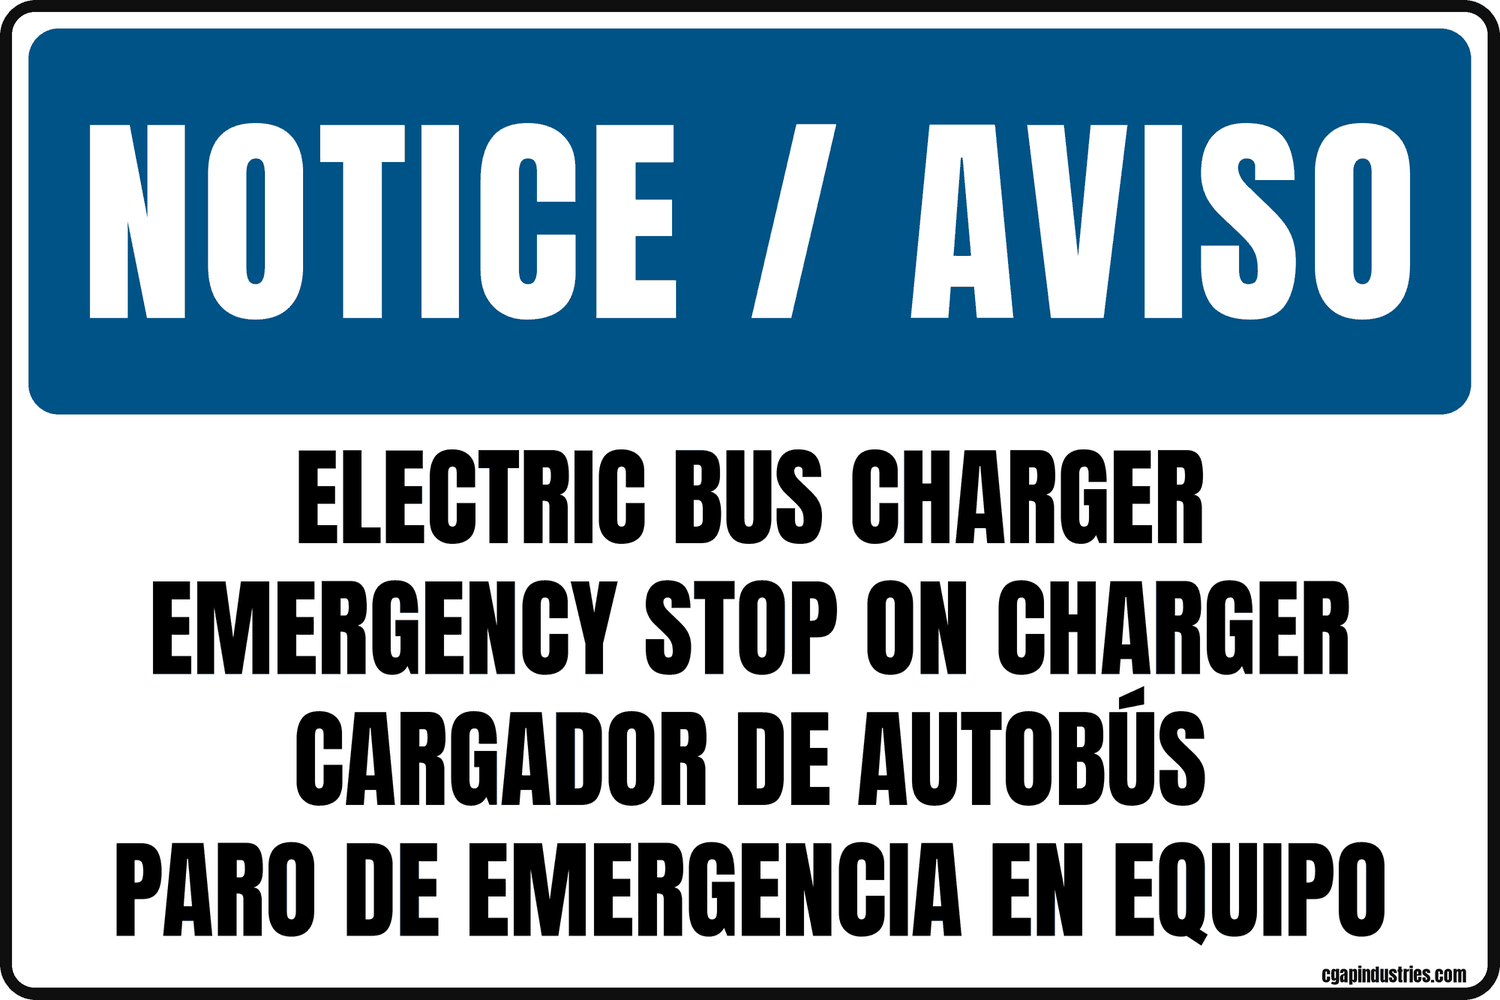 NOTICE / AVISO
ELECTRIC BUS CHARGER
EMERGENCY STOP ON CHARGER
CARGADOR DE AUTOBÚS
PARO DE EMERGENCIA EN EQUIPO
cgapindustries.com